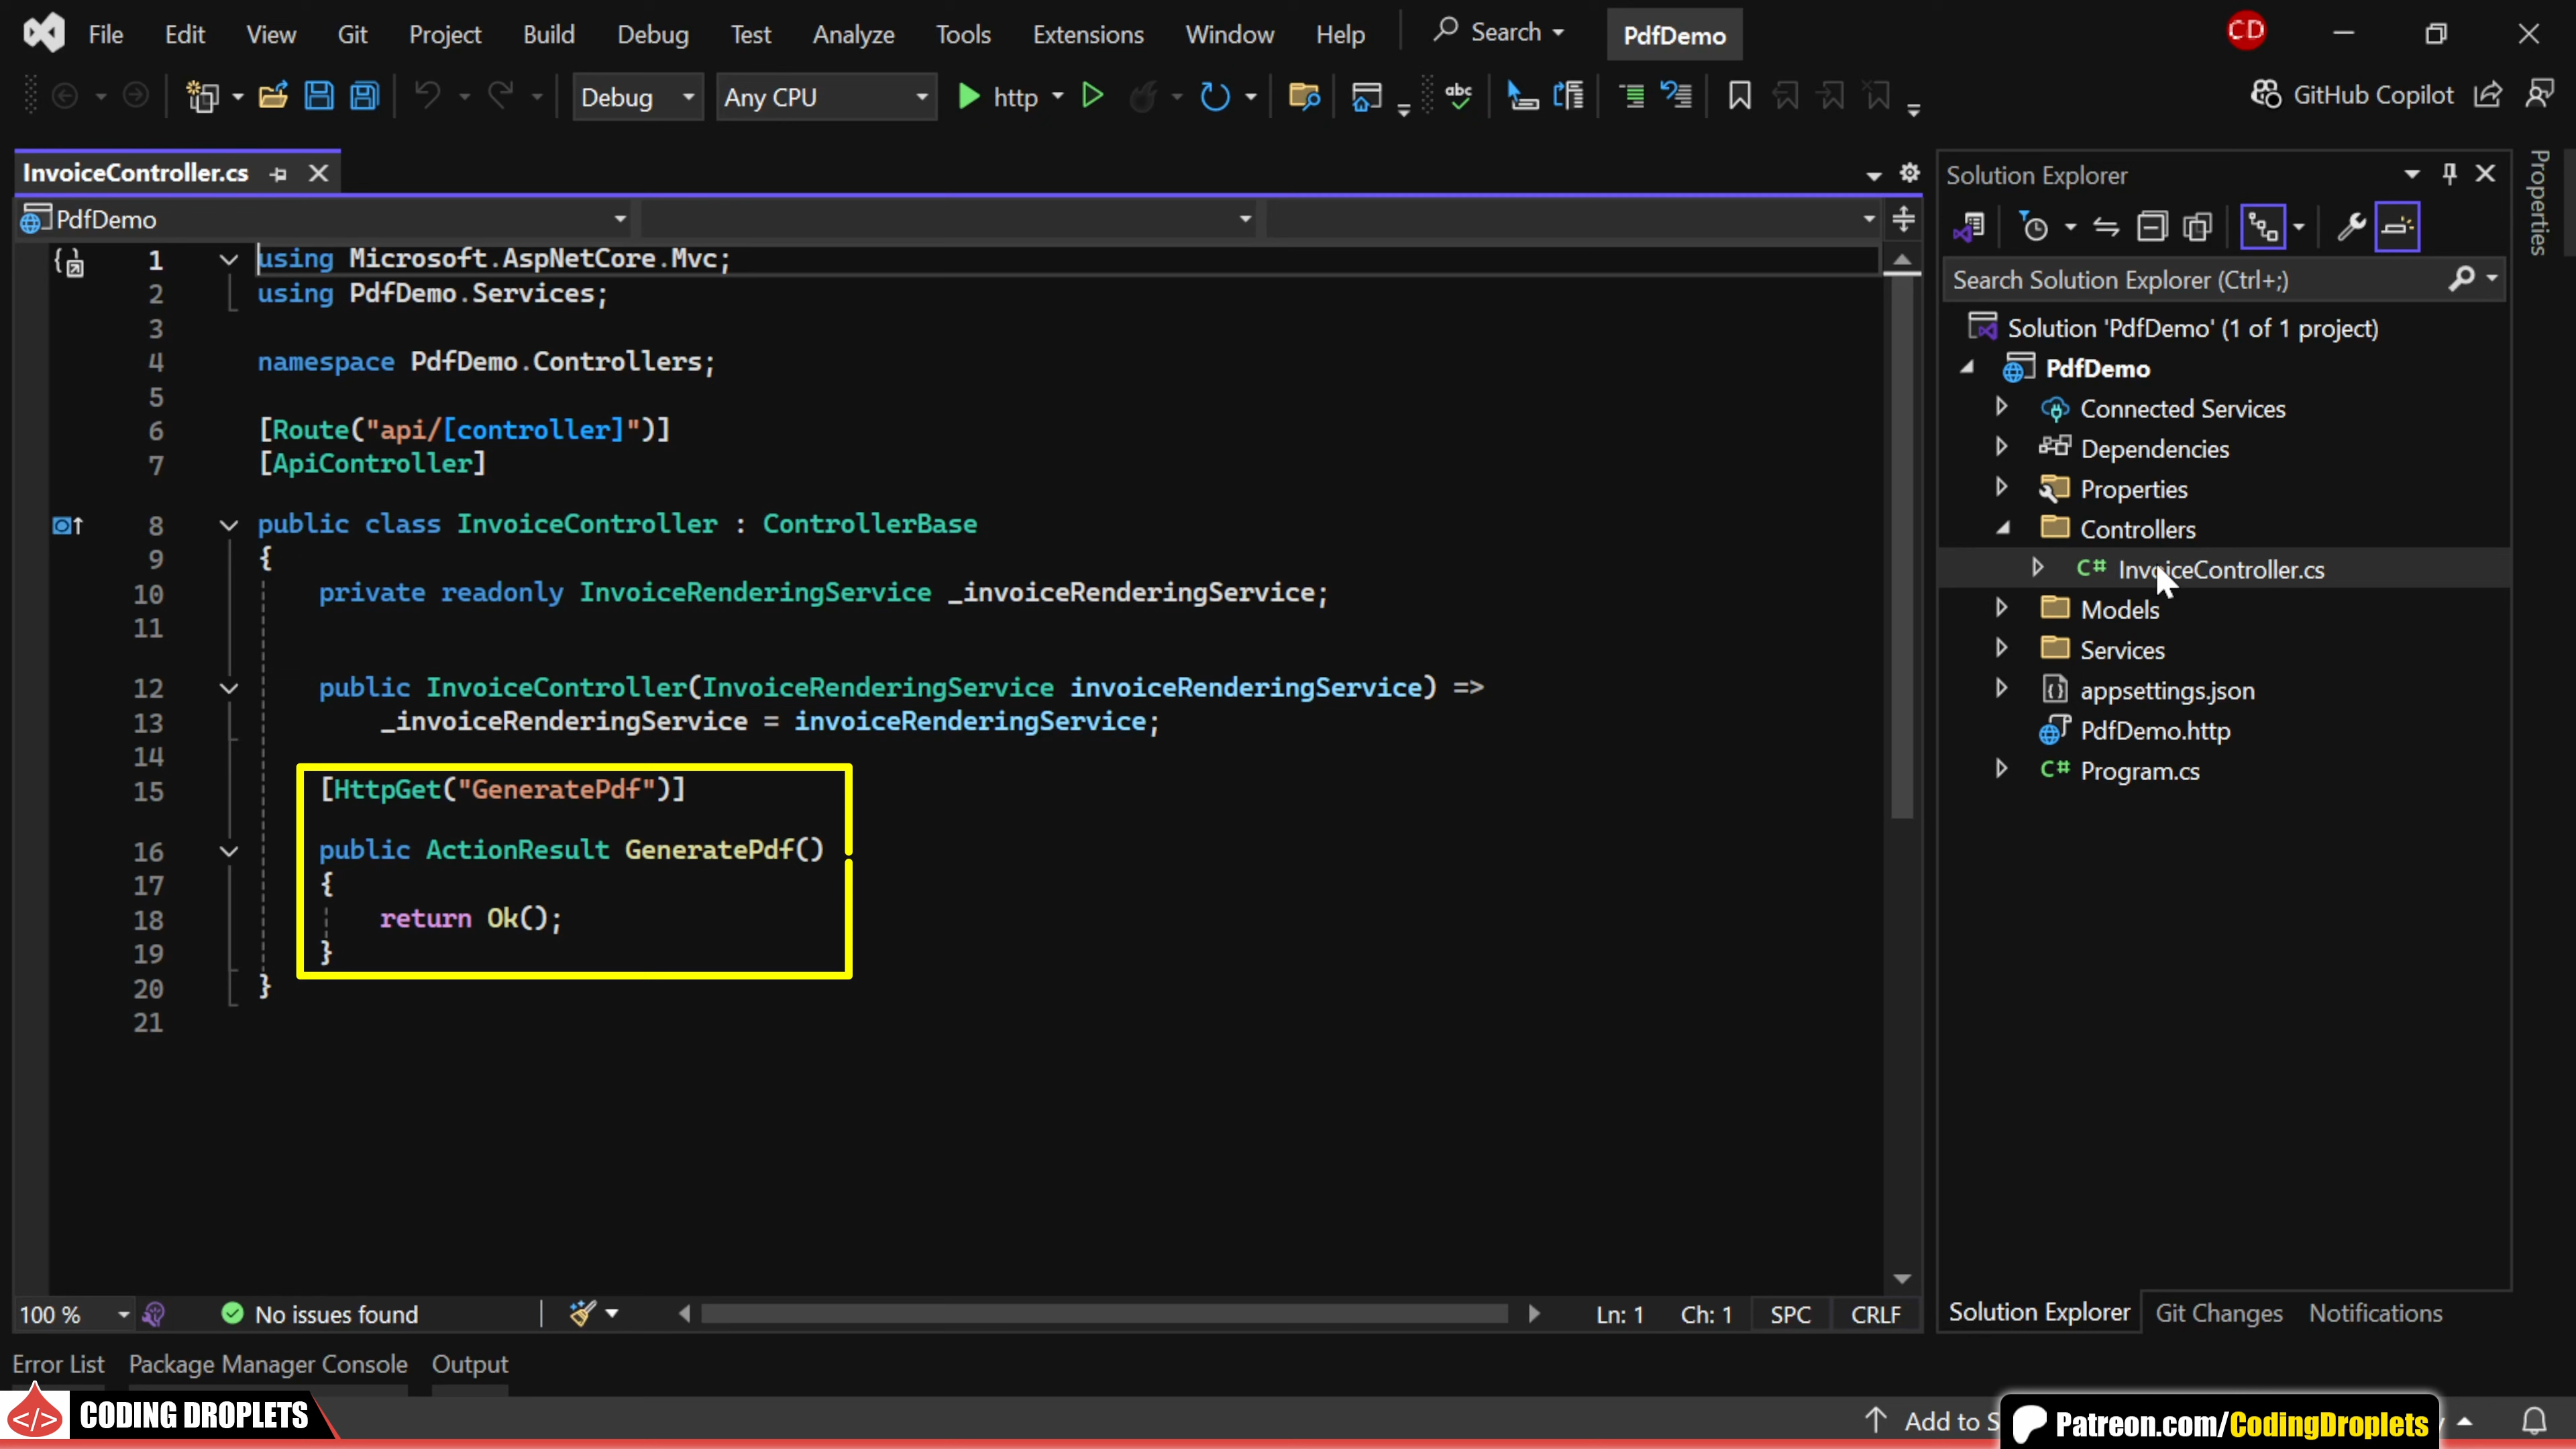 File Edit View Git Project Build Debug Test Analyze Tools Extensions Window Help Search PdfDemo CD
Debug Any CPU http abc GitHub Copilot
InvoiceController.cs
PdfDemo
1 using Microsoft.AspNetCore.Mvc;
2 using PdfDemo.Services;
3
4 namespace PdfDemo.Controllers;
5
6 [Route("api/[controller]")]
7 [ApiController]
8 public class InvoiceController : ControllerBase
9 {
10 private readonly InvoiceRenderingService _invoiceRenderingService;
11
12 public InvoiceController(InvoiceRenderingService invoiceRenderingService) =>
13 _invoiceRenderingService = invoiceRenderingService;
14
15 [HttpGet("GeneratePdf")]
16 public ActionResult GeneratePdf()
17 {
18 return Ok();
19 }
20 }
21
100 % No issues found Ln: 1 Ch: 1 SPC CRLF
Solution Explorer
Search Solution Explorer (Ctrl+;)
Solution 'PdfDemo' (1 of 1 project)
PdfDemo
Connected Services
Dependencies
Properties
Controllers
C# InvoiceController.cs
Models
Services
appsettings.json
PdfDemo.http
C# Program.cs
Solution Explorer Git Changes Notifications
Properties
Error List Package Manager Console Output
CODING DROPLETS
Add to
Patreon.com/CodingDroplets